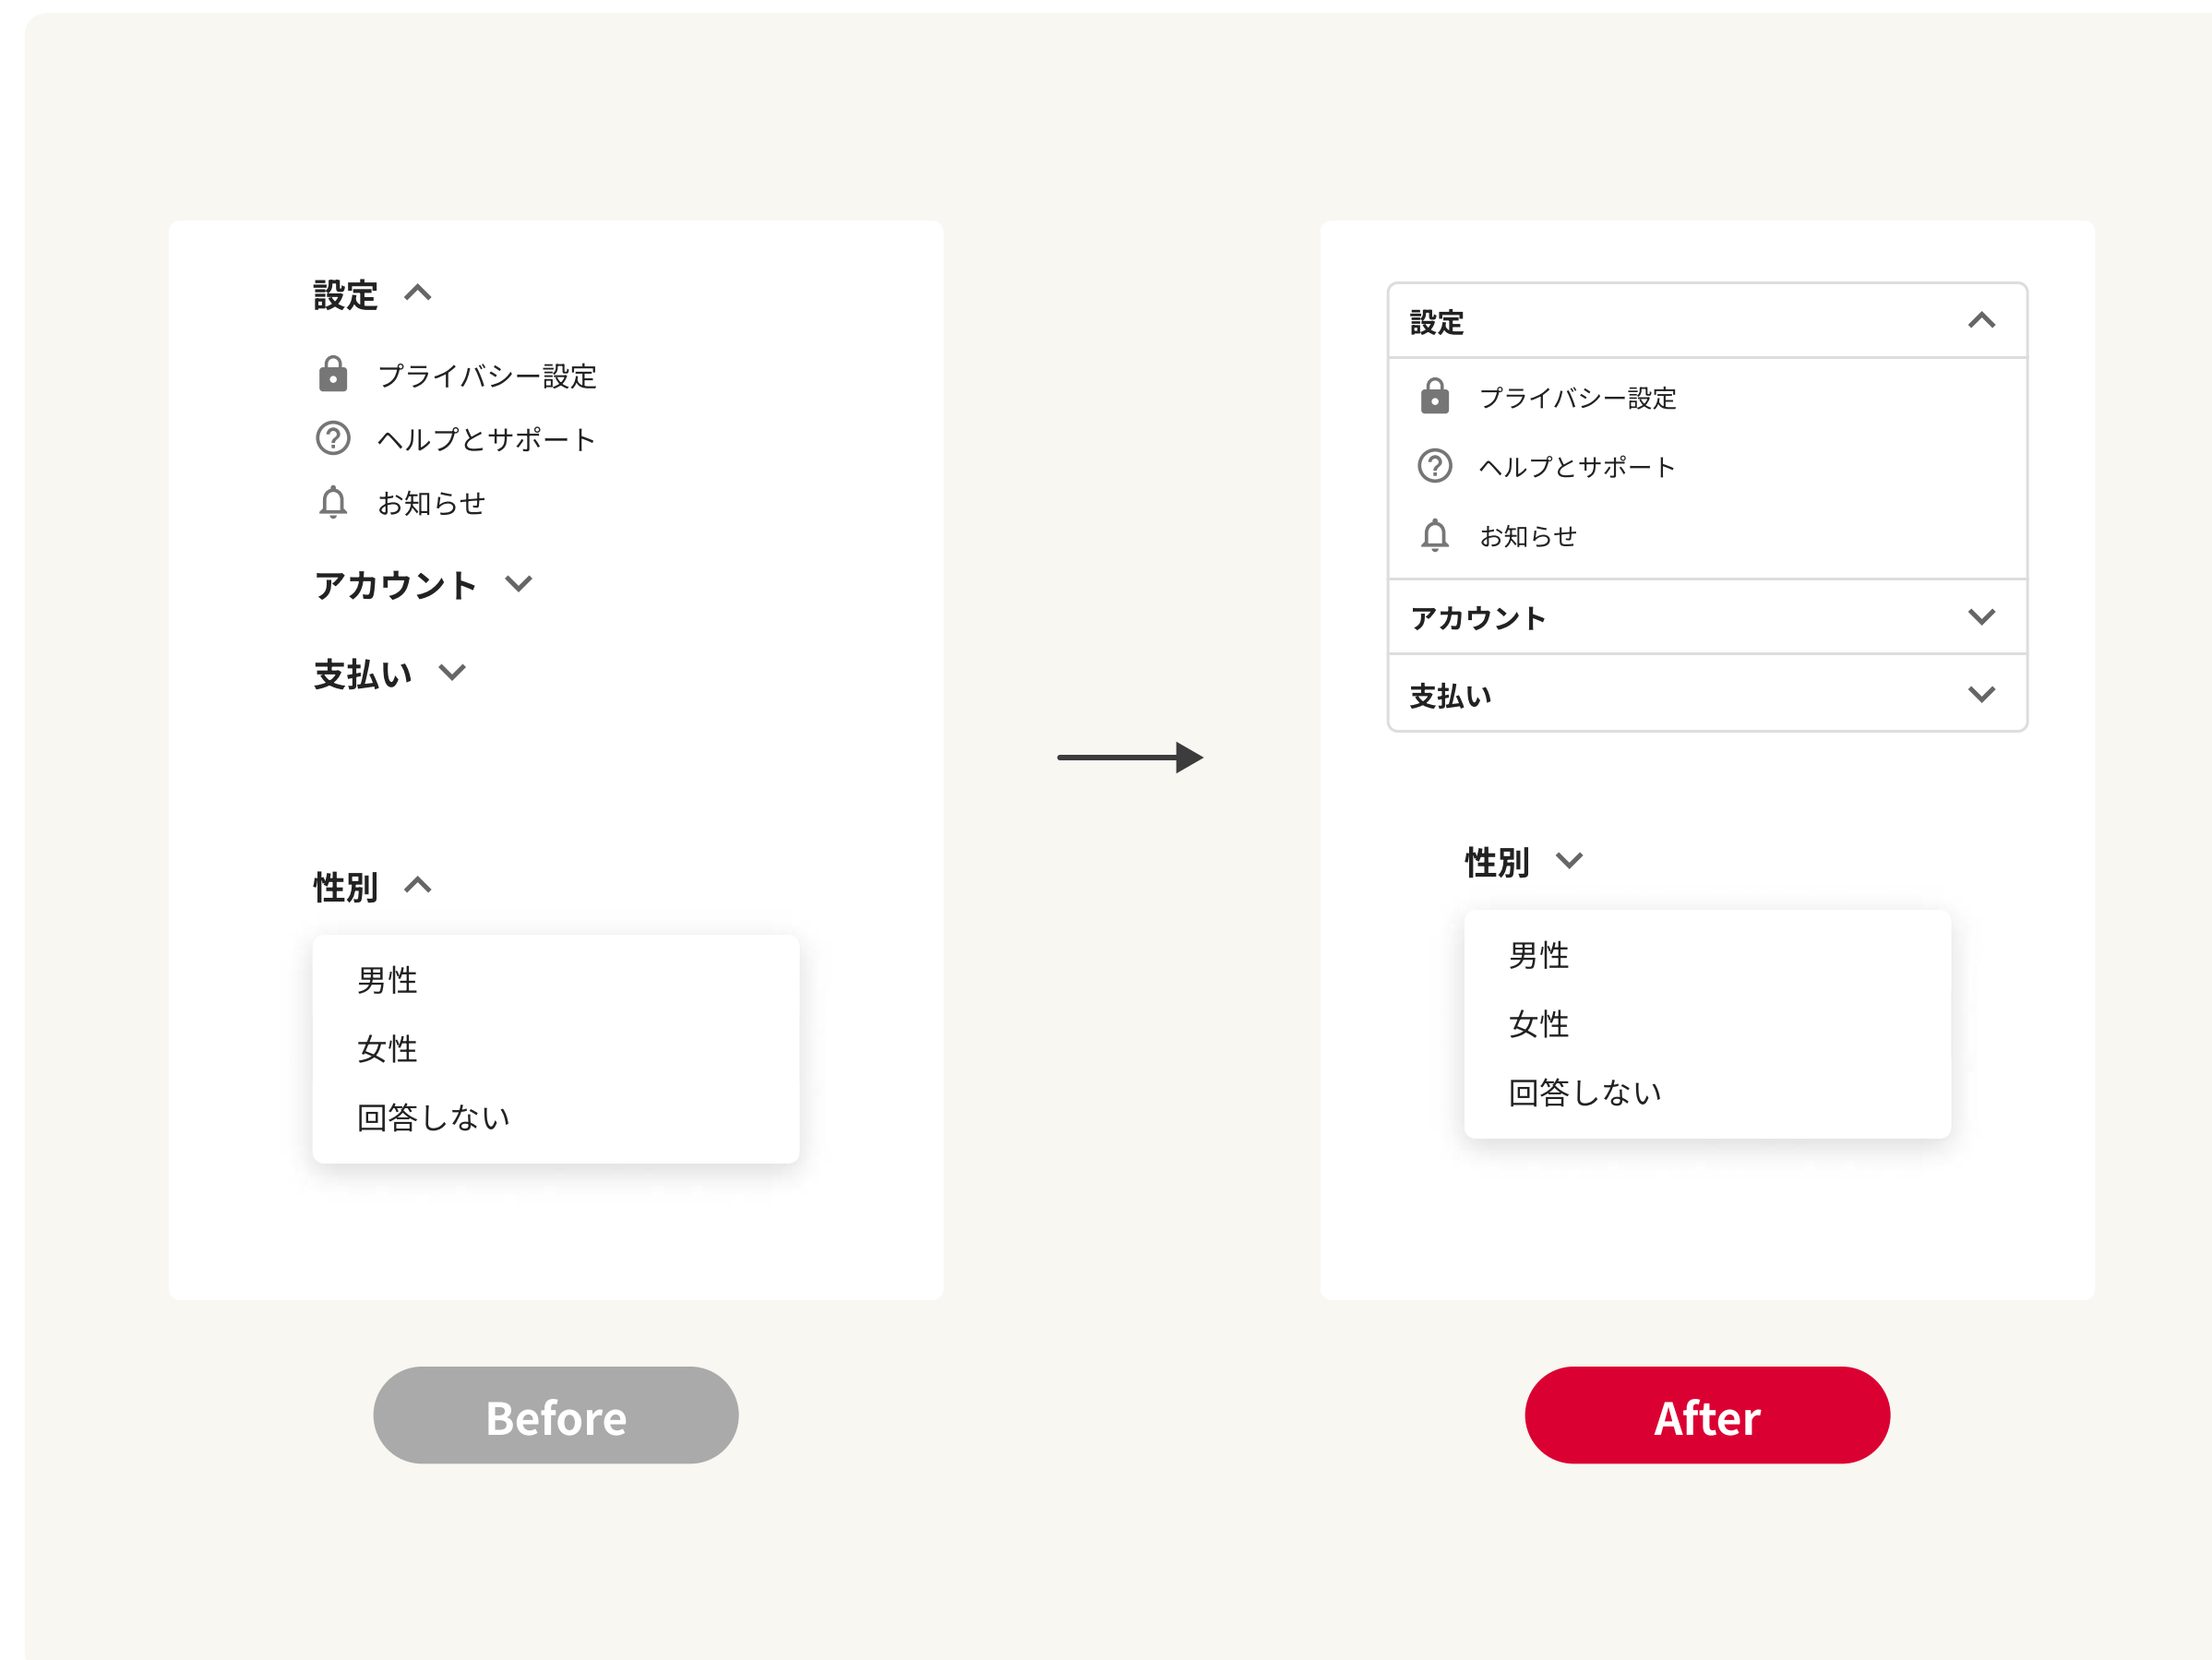 設定
プライバシー設定
ヘルプとサポート
お知らせ
アカウント
支払い
性別
男性
女性
回答しない
Before
設定
プライバシー設定
ヘルプとサポート
お知らせ
アカウント
支払い
性別
男性
女性
回答しない
After